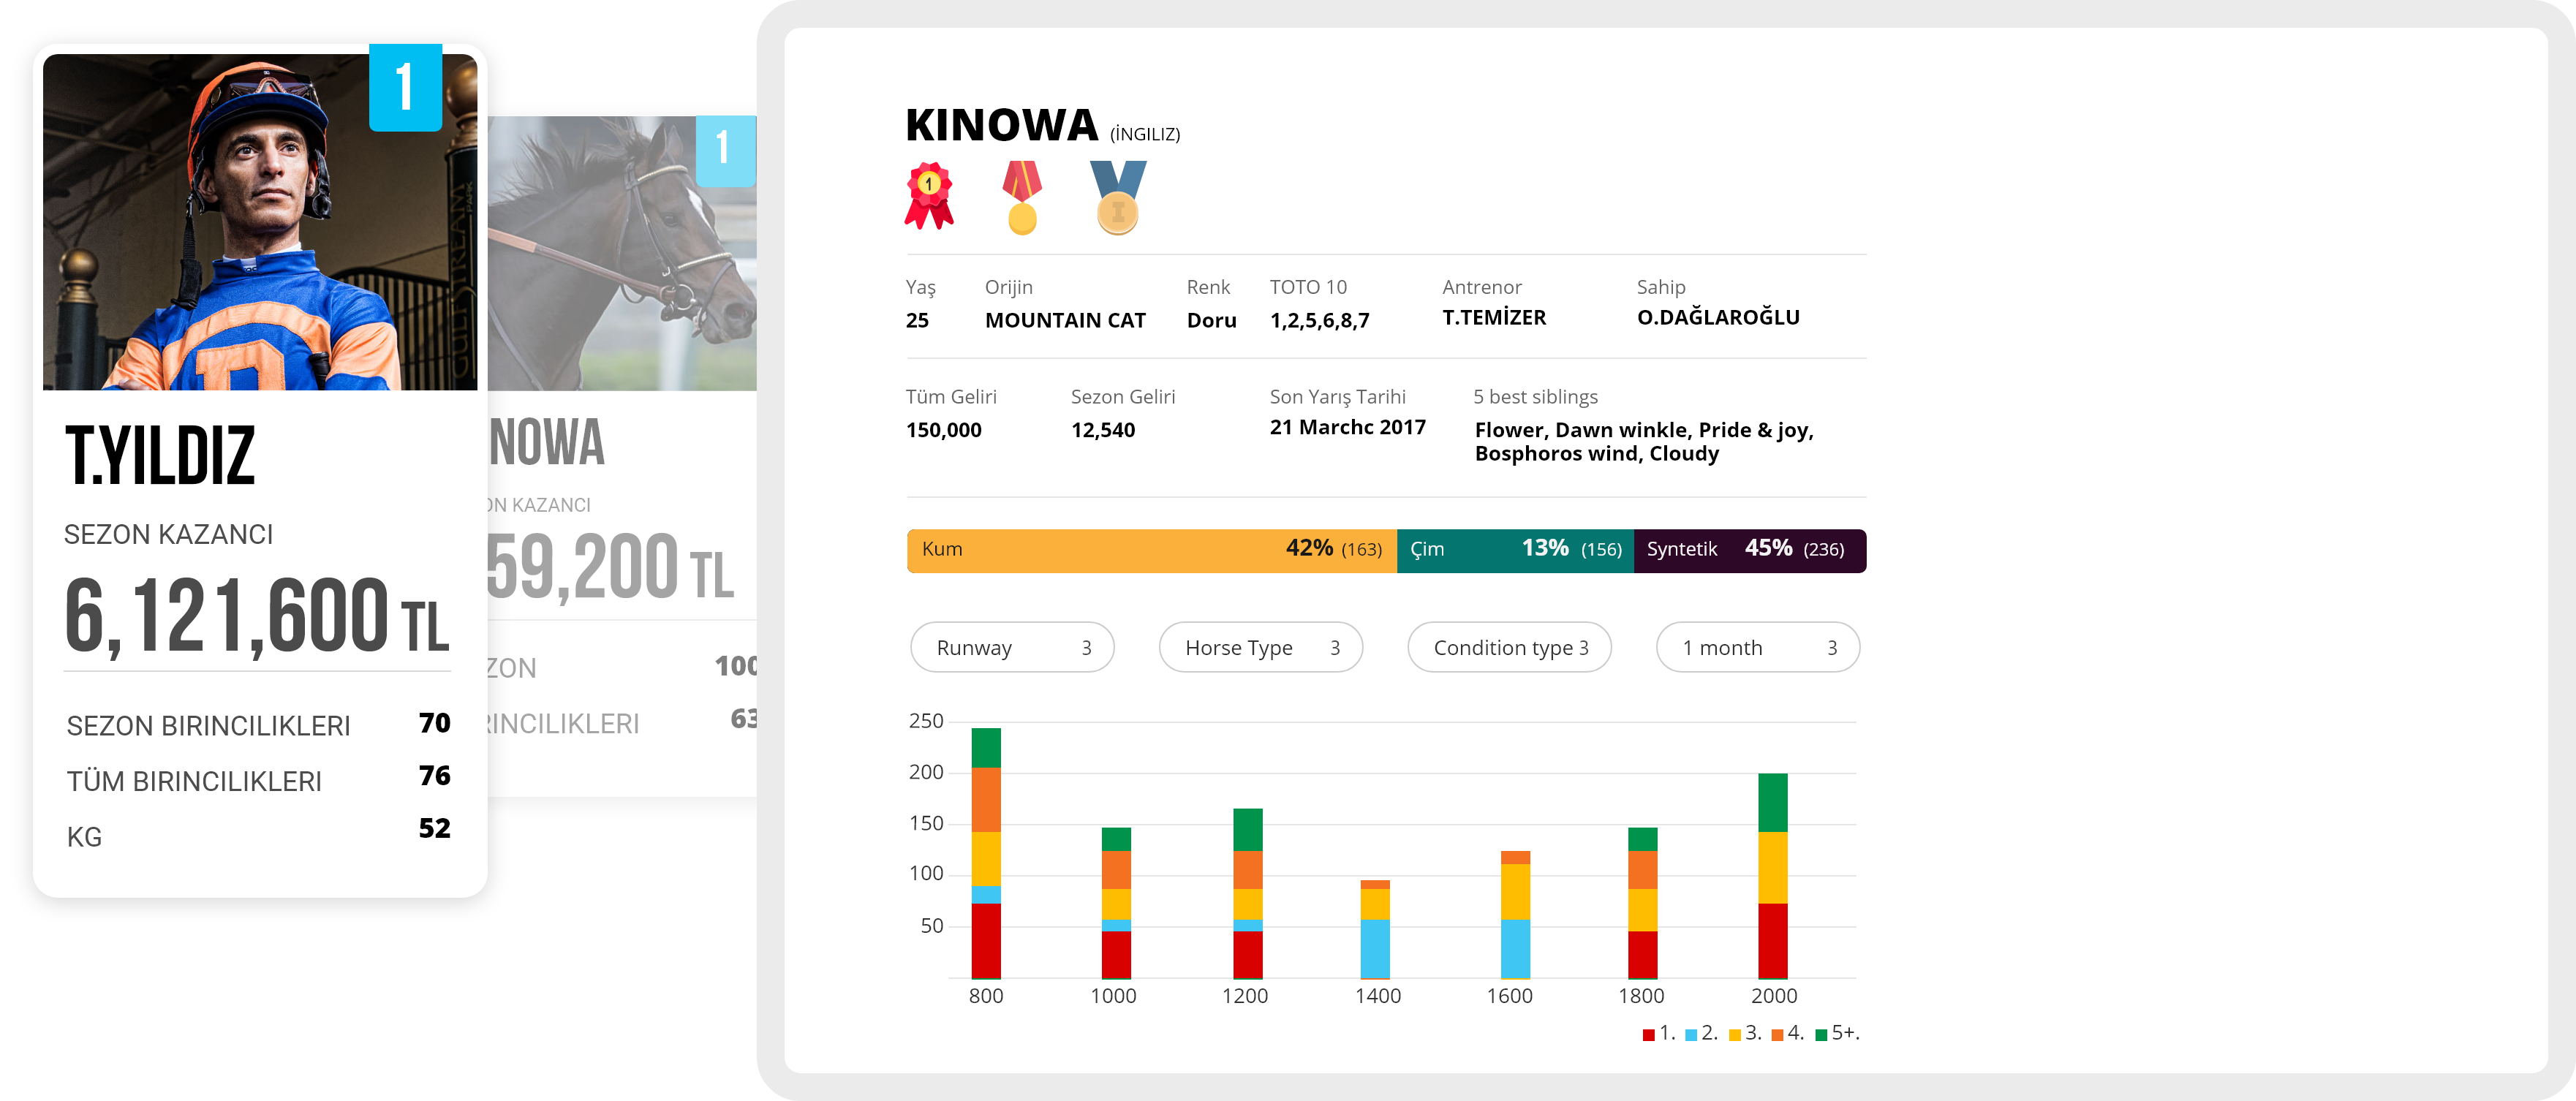 1
T.YILDIZ
SEZON KAZANCI
6,121,600 TL
SEZON BIRINCILIKLERI 70
TÜM BIRINCILIKLERI 76
KG 52
1
NOWA
ON KAZANCI
59,200 TL
ZON 100
RINCILIKLERI 63
KINOWA (İNGILIZ)
1
I
Yaş Orijin Renk TOTO 10 Antrenor Sahip
25 MOUNTAIN CAT Doru 1,2,5,6,8,7 T.TEMİZER O.DAĞLAROĞLU
Tüm Geliri Sezon Geliri Son Yarış Tarihi 5 best siblings
150,000 12,540 21 Marchc 2017 Flower, Dawn winkle, Pride & joy,
Bosphoros wind, Cloudy
Kum 42% (163) Çim 13% (156) Syntetik 45% (236)
Runway 3 Horse Type 3 Condition type 3 1 month 3
250
200
150
100
50
800 1000 1200 1400 1600 1800 2000
1. 2. 3. 4. 5+.